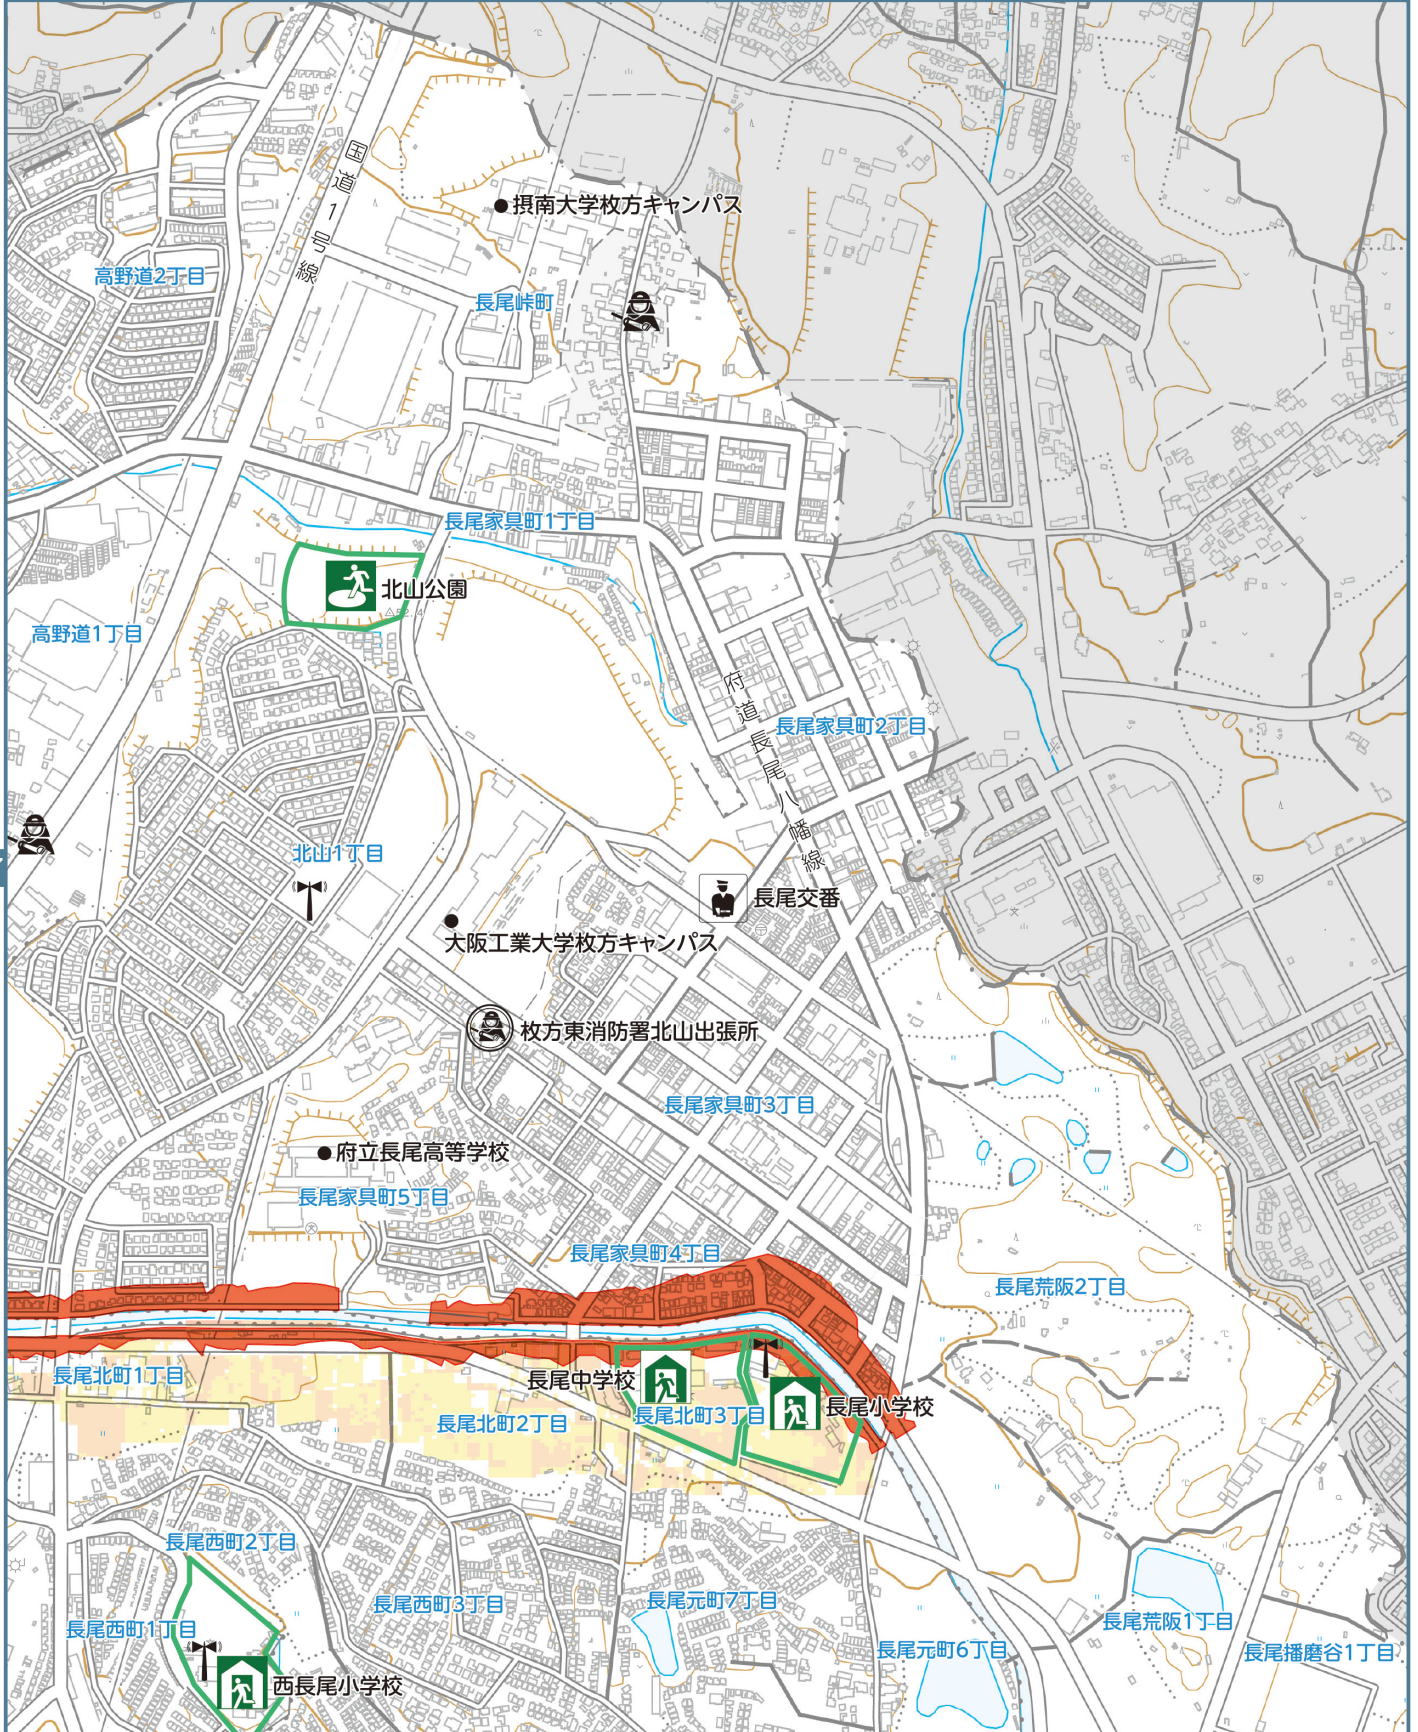 国道1号線
摂南大学枚方キャンパス
高野道2丁目
長尾峠町
長尾家具町1丁目
北山公園
高野道1丁目
府道長尾八幡線
長尾家具町2丁目
北山1丁目
長尾交番
大阪工業大学枚方キャンパス
枚方東消防署北山出張所
長尾家具町3丁目
府立長尾高等学校
長尾家具町5丁目
長尾家具町4丁目
長尾荒阪2丁目
長尾北町1丁目
長尾中学校
長尾北町3丁目
長尾小学校
長尾北町2丁目
長尾西町2丁目
長尾西町3丁目
長尾元町7丁目
長尾西町1丁目
長尾荒阪1丁目
長尾元町6丁目
長尾播磨谷1丁目
西長尾小学校